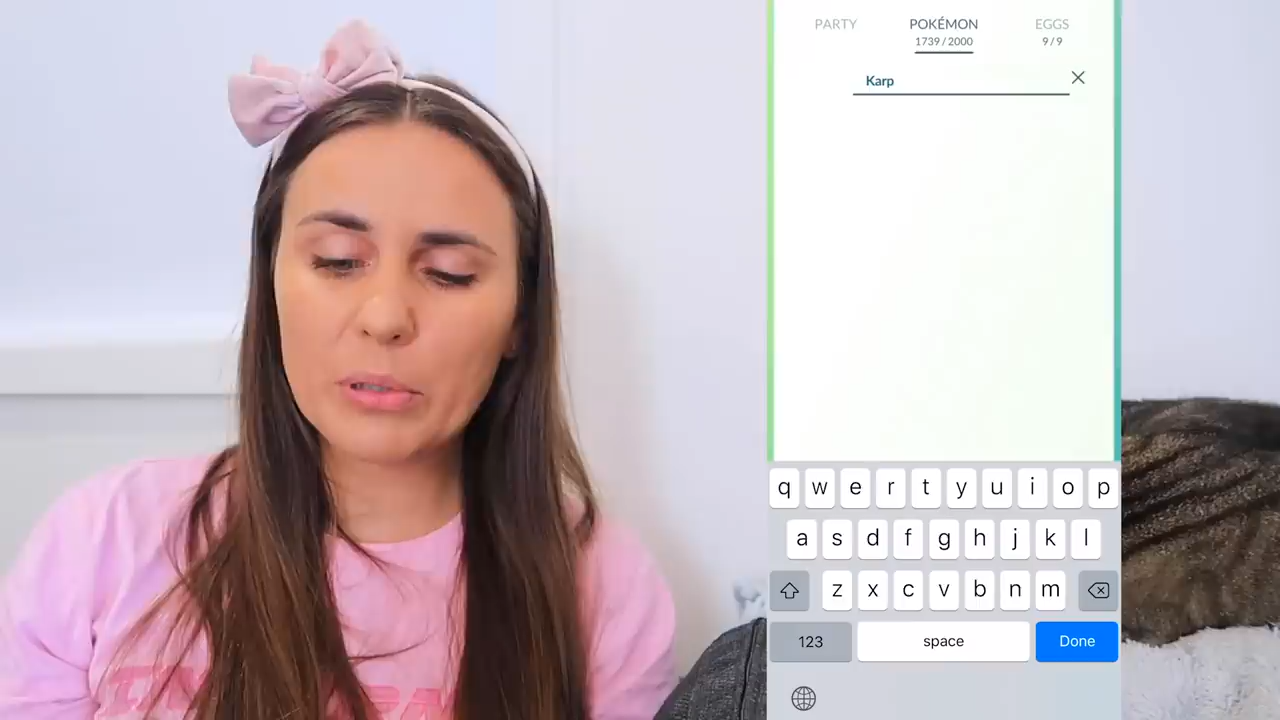 PARTY
POKÉMON
EGGS
1739 / 2000
9 / 9
Karp
q w e r t y u i o p
a s d f g h j k l
z x c v b n m
123 space Done